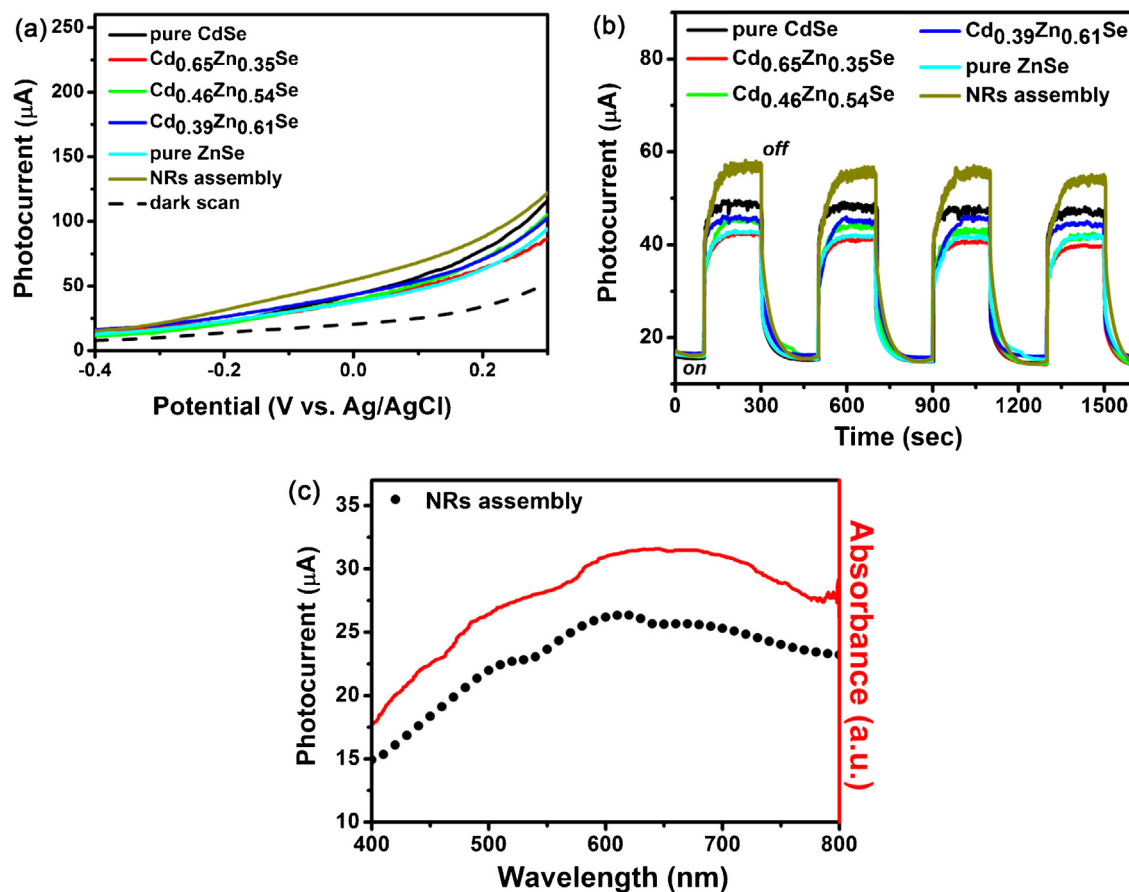 (a)
250
200
150
125
100
50
25
0
-0.4
-0.2
0.0
0.2
Photocurrent (μA)
Potential (V vs. Ag/AgCl)
pure CdSe
Cd0.65Zn0.35Se
Cd0.46Zn0.54Se
Cd0.39Zn0.61Se
pure ZnSe
NRs assembly
dark scan
(b)
80
60
40
20
0
300
600
900
1200
1500
Photocurrent (μA)
Time (sec)
pure CdSe
Cd0.65Zn0.35Se
Cd0.46Zn0.54Se
Cd0.39Zn0.61Se
pure ZnSe
NRs assembly
off
on
(c)
35
30
25
20
15
10
400
500
600
700
800
Photocurrent (μA)
Wavelength (nm)
Absorbance (a.u.)
NRs assembly